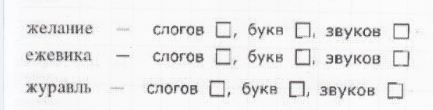 желание — слогов □, букв □, звуков □
ежевика — слогов □, букв □, звуков □
журавль — слогов □, букв □, звуков □